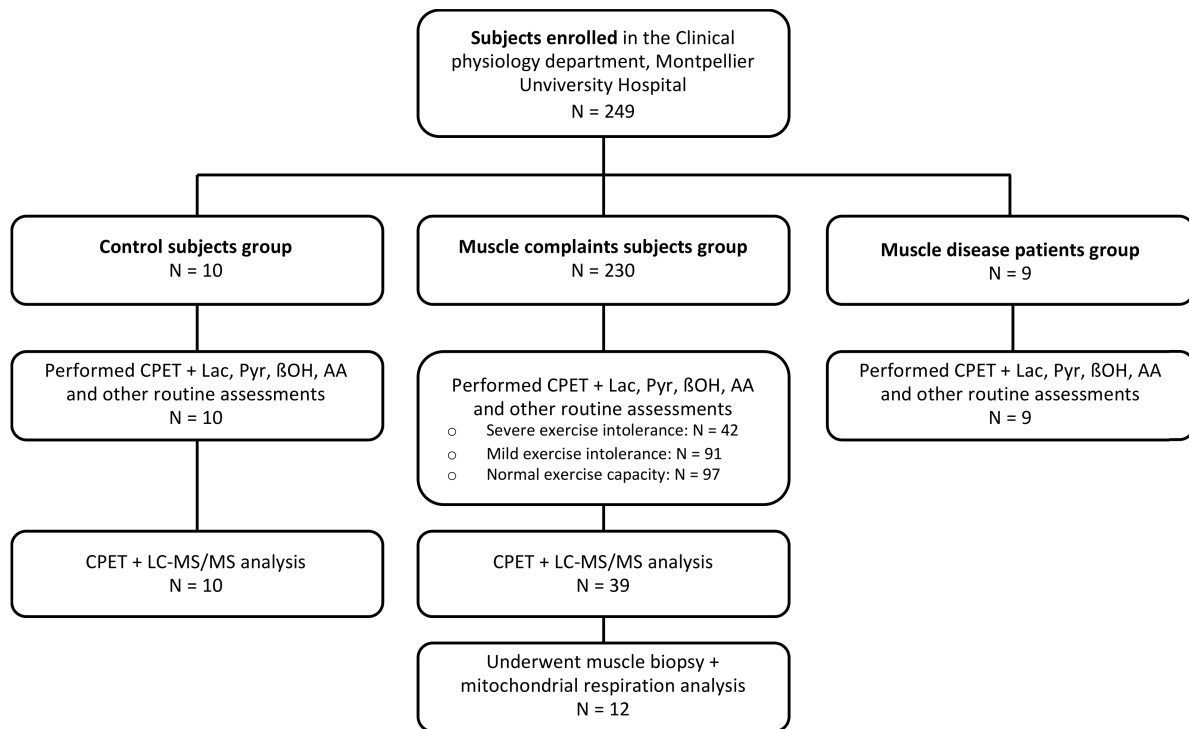 Subjects enrolled in the Clinical
physiology department, Montpellier
Unviversity Hospital
N = 249
Control subjects group
N = 10
Muscle complaints subjects group
N = 230
Muscle disease patients group
N = 9
Performed CPET + Lac, Pyr, ßOH, AA
and other routine assessments
N = 10
Performed CPET + Lac, Pyr, ßOH, AA
and other routine assessments
o Severe exercise intolerance: N = 42
o Mild exercise intolerance: N = 91
o Normal exercise capacity: N = 97
Performed CPET + Lac, Pyr, ßOH, AA
and other routine assessments
N = 9
CPET + LC-MS/MS analysis
N = 10
CPET + LC-MS/MS analysis
N = 39
Underwent muscle biopsy +
mitochondrial respiration analysis
N = 12